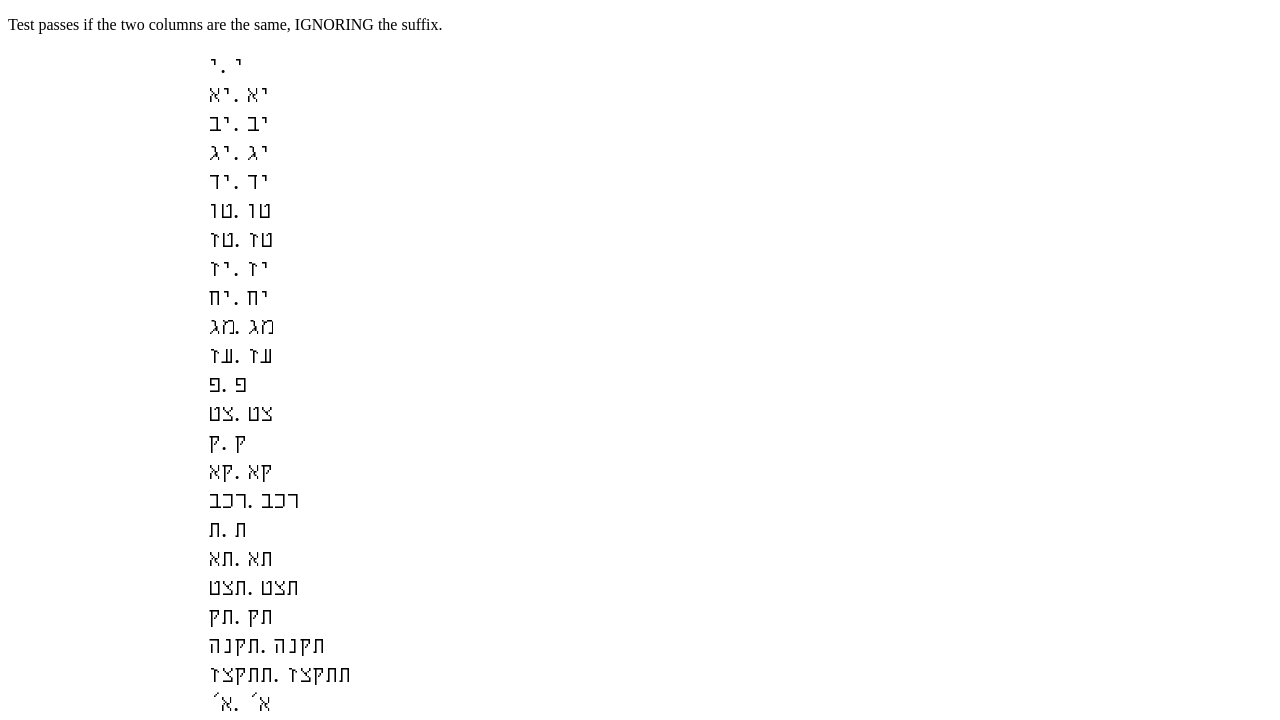 Test passes if the two columns are the same, IGNORING the suffix.
י. י
יא. יא
יב. יב
יג. יג
יד. יד
טו. טו
טז. טז
יז. יז
יח. יח
מג. מג
עז. עז
פ. פ
צט. צט
ק. ק
קא. קא
רכב. רכב
ת. ת
תא. תא
תצט. תצט
תק. תק
תקנה. תקנה
תתקצז. תתקצז
א׳. א׳